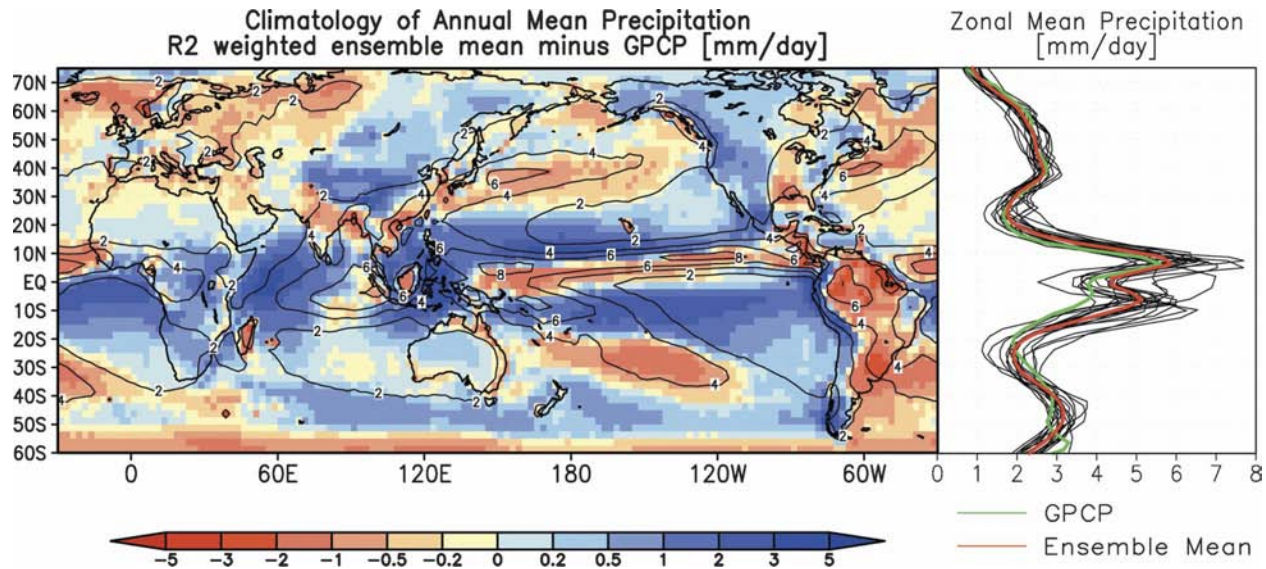 Climatology of Annual Mean Precipitation
R2 weighted ensemble mean minus GPCP [mm/day]
Zonal Mean Precipitation
[mm/day]
70N
60N
50N
40N
30N
20N
10N
EQ
10S
20S
30S
40S
50S
60S
0 60E 120E 180 120W 60W
0 1 2 3 4 5 6 7 8
GPCP
Ensemble Mean
-5 -3 -2 -1 -0.5 -0.2 0 0.2 0.5 1 2 3 5